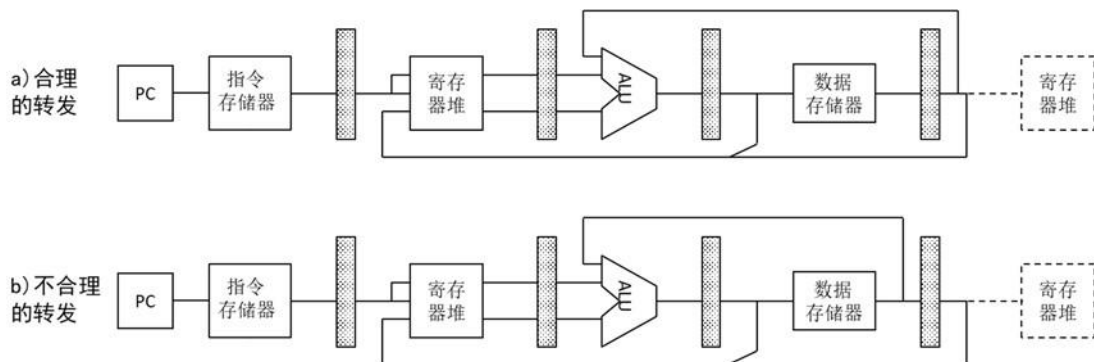 a)合理
的转发
PC
指令
存储器
寄存
器堆
ALU
数据
存储器
寄存
器堆
b)不合理
的转发
PC
指令
存储器
寄存
器堆
ALU
数据
存储器
寄存
器堆